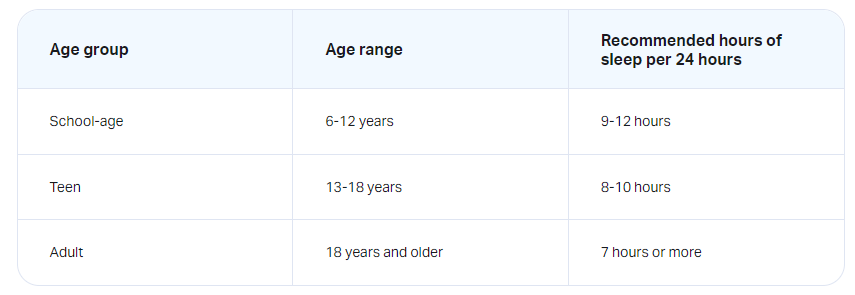 Age group
Age range
Recommended hours of
sleep per 24 hours
School-age
6-12 years
9-12 hours
Teen
13-18 years
8-10 hours
Adult
18 years and older
7 hours or more